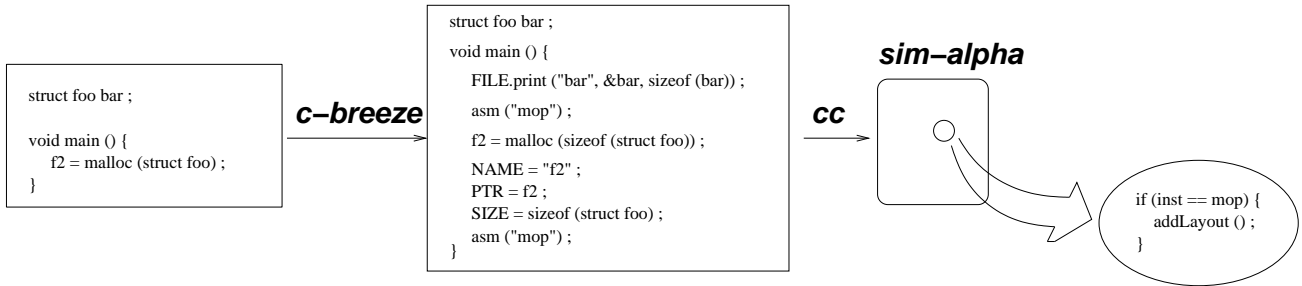 struct foo bar ;
void main () {
f2 = malloc (struct foo) ;
}
c−breeze
struct foo bar ;
void main () {
FILE.print ("bar", &bar, sizeof (bar)) ;
asm ("mop") ;
f2 = malloc (sizeof (struct foo)) ;
NAME = "f2" ;
PTR = f2 ;
SIZE = sizeof (struct foo) ;
asm ("mop") ;
}
cc
sim−alpha
if (inst == mop) {
addLayout () ;
}